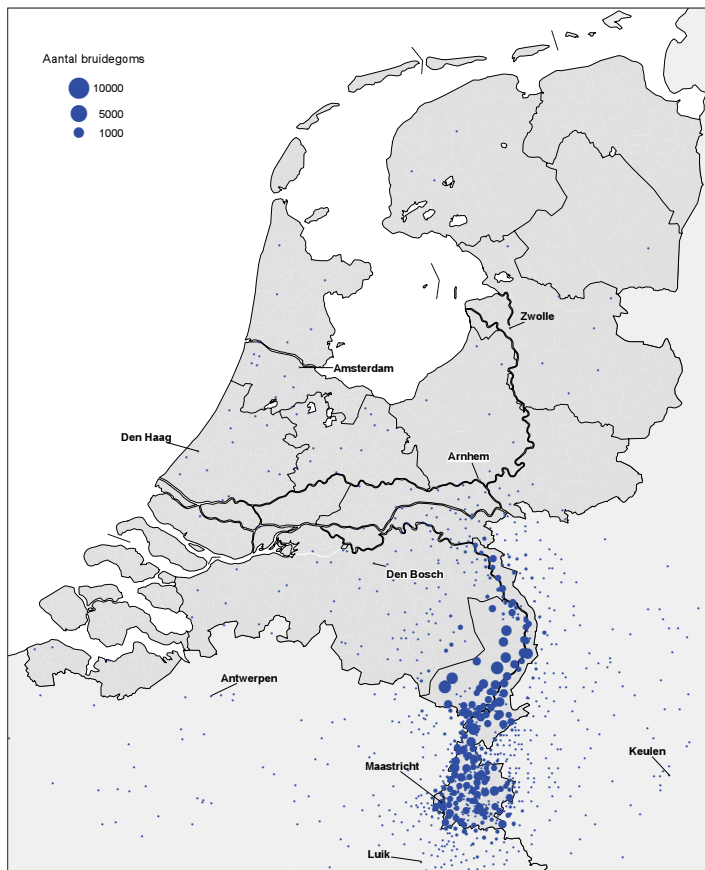 Aantal bruidegoms
10000
5000
1000
Zwolle
Amsterdam
Den Haag
Arnhem
Den Bosch
Antwerpen
Keulen
Maastricht
Luik